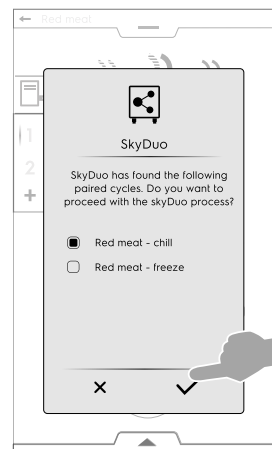 Red meat
1
2
SkyDuo
SkyDuo has found the following
paired cycles. Do you want to
proceed with the skyDuo process?
Red meat - chill
Red meat - freeze